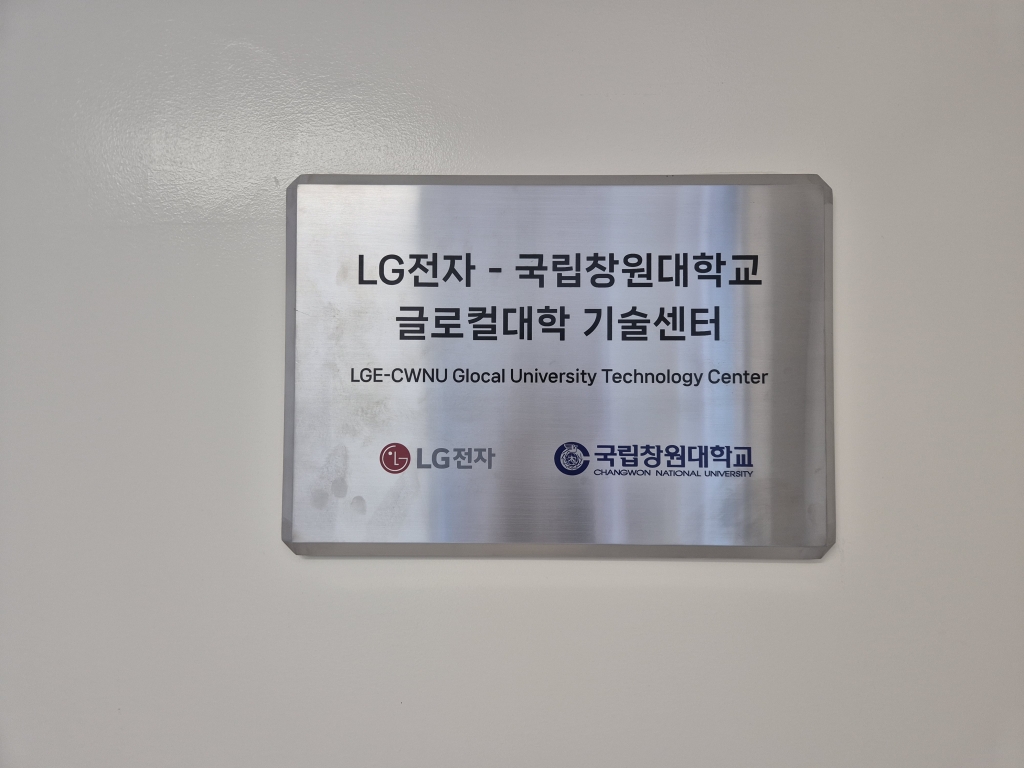 LG전자 - 국립창원대학교
글로컬대학 기술센터
LGE-CWNU Glocal University Technology Center
LG전자
국립창원대학교
CHANGWON NATIONAL UNIVERSITY